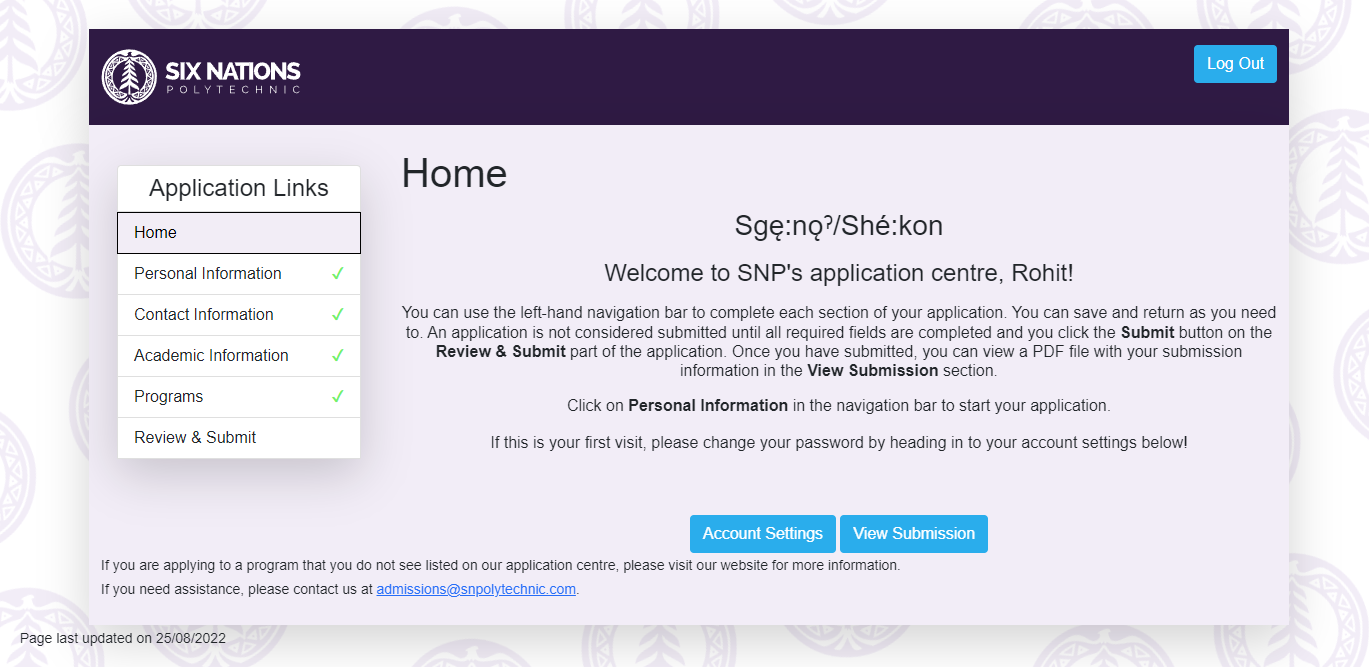 SIX NATIONS
POLYTECHNIC
Log Out
Application Links
Home
Personal Information ✓
Contact Information ✓
Academic Information ✓
Programs ✓
Review & Submit
Home
Sgę:nǫˀ/Shé:kon
Welcome to SNP's application centre, Rohit!
You can use the left-hand navigation bar to complete each section of your application. You can save and return as you need
to. An application is not considered submitted until all required fields are completed and you click the Submit button on the
Review & Submit part of the application. Once you have submitted, you can view a PDF file with your submission
information in the View Submission section.
Click on Personal Information in the navigation bar to start your application.
If this is your first visit, please change your password by heading in to your account settings below!
Account Settings
View Submission
If you are applying to a program that you do not see listed on our application centre, please visit our website for more information.
If you need assistance, please contact us at admissions@snpolytechnic.com.
Page last updated on 25/08/2022